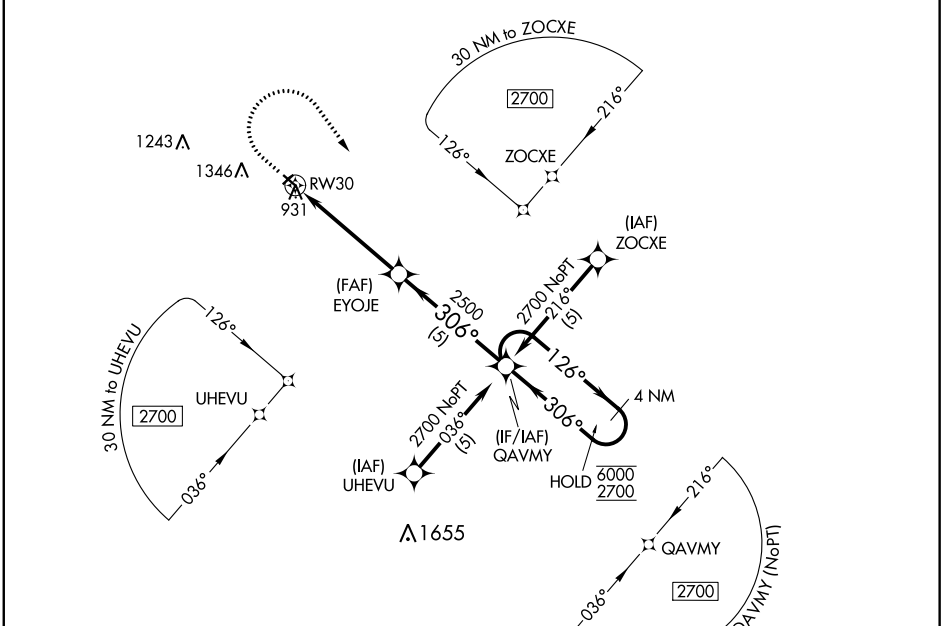 30 NM to ZOCXE
2700
216°
126°
ZOCXE
1243
1346
RW30
931
(IAF)
ZOCXE
(FAF)
EYOJE
2500
306°
(5)
2700 NoPT
216°
(5)
126°
306°
4 NM
30 NM to UHEVU
126°
UHEVU
2700
036°
2700 NoPT
036°
(5)
(IF/IAF)
QAVMY
(IAF)
UHEVU
HOLD
6000
2700
1655
216°
QAVMY
2700
036°
QAVMY (NoPT)